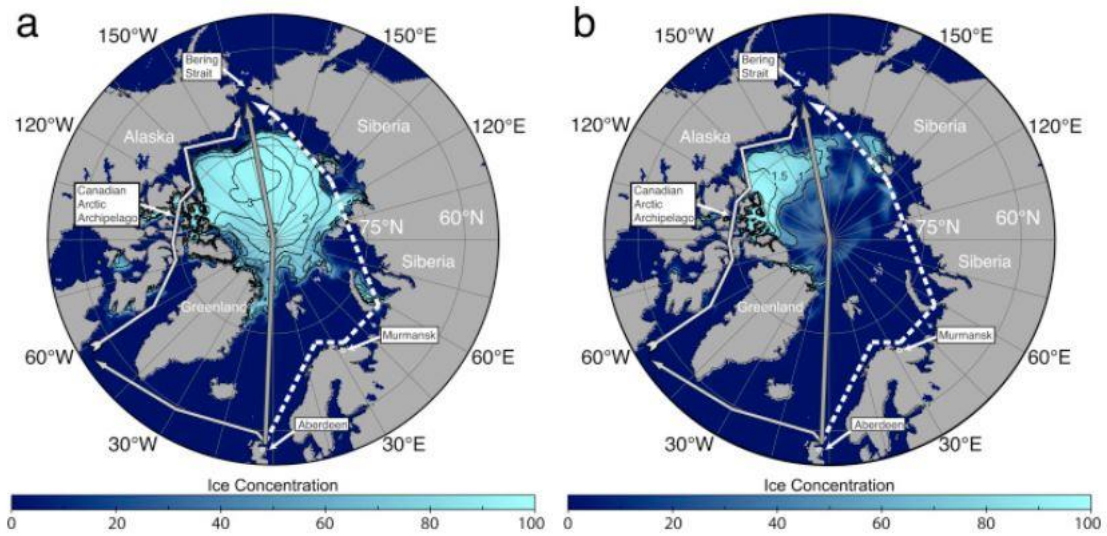 a
150°W
150°E
Bering
Strait
120°W
Alaska
Siberia
120°E
Canadian
Arctic
Archipelago
3
2
75°N
60°N
Siberia
Greenland
60°W
Murmansk
60°E
30°W
Aberdeen
30°E
Ice Concentration
0 20 40 60 80 100
b
150°W
150°E
Bering
Strait
120°W
Alaska
Siberia
120°E
Canadian
Arctic
Archipelago
1.5
1
75°N
60°N
Siberia
Greenland
60°W
Murmansk
60°E
30°W
Aberdeen
30°E
Ice Concentration
0 20 40 60 80 100